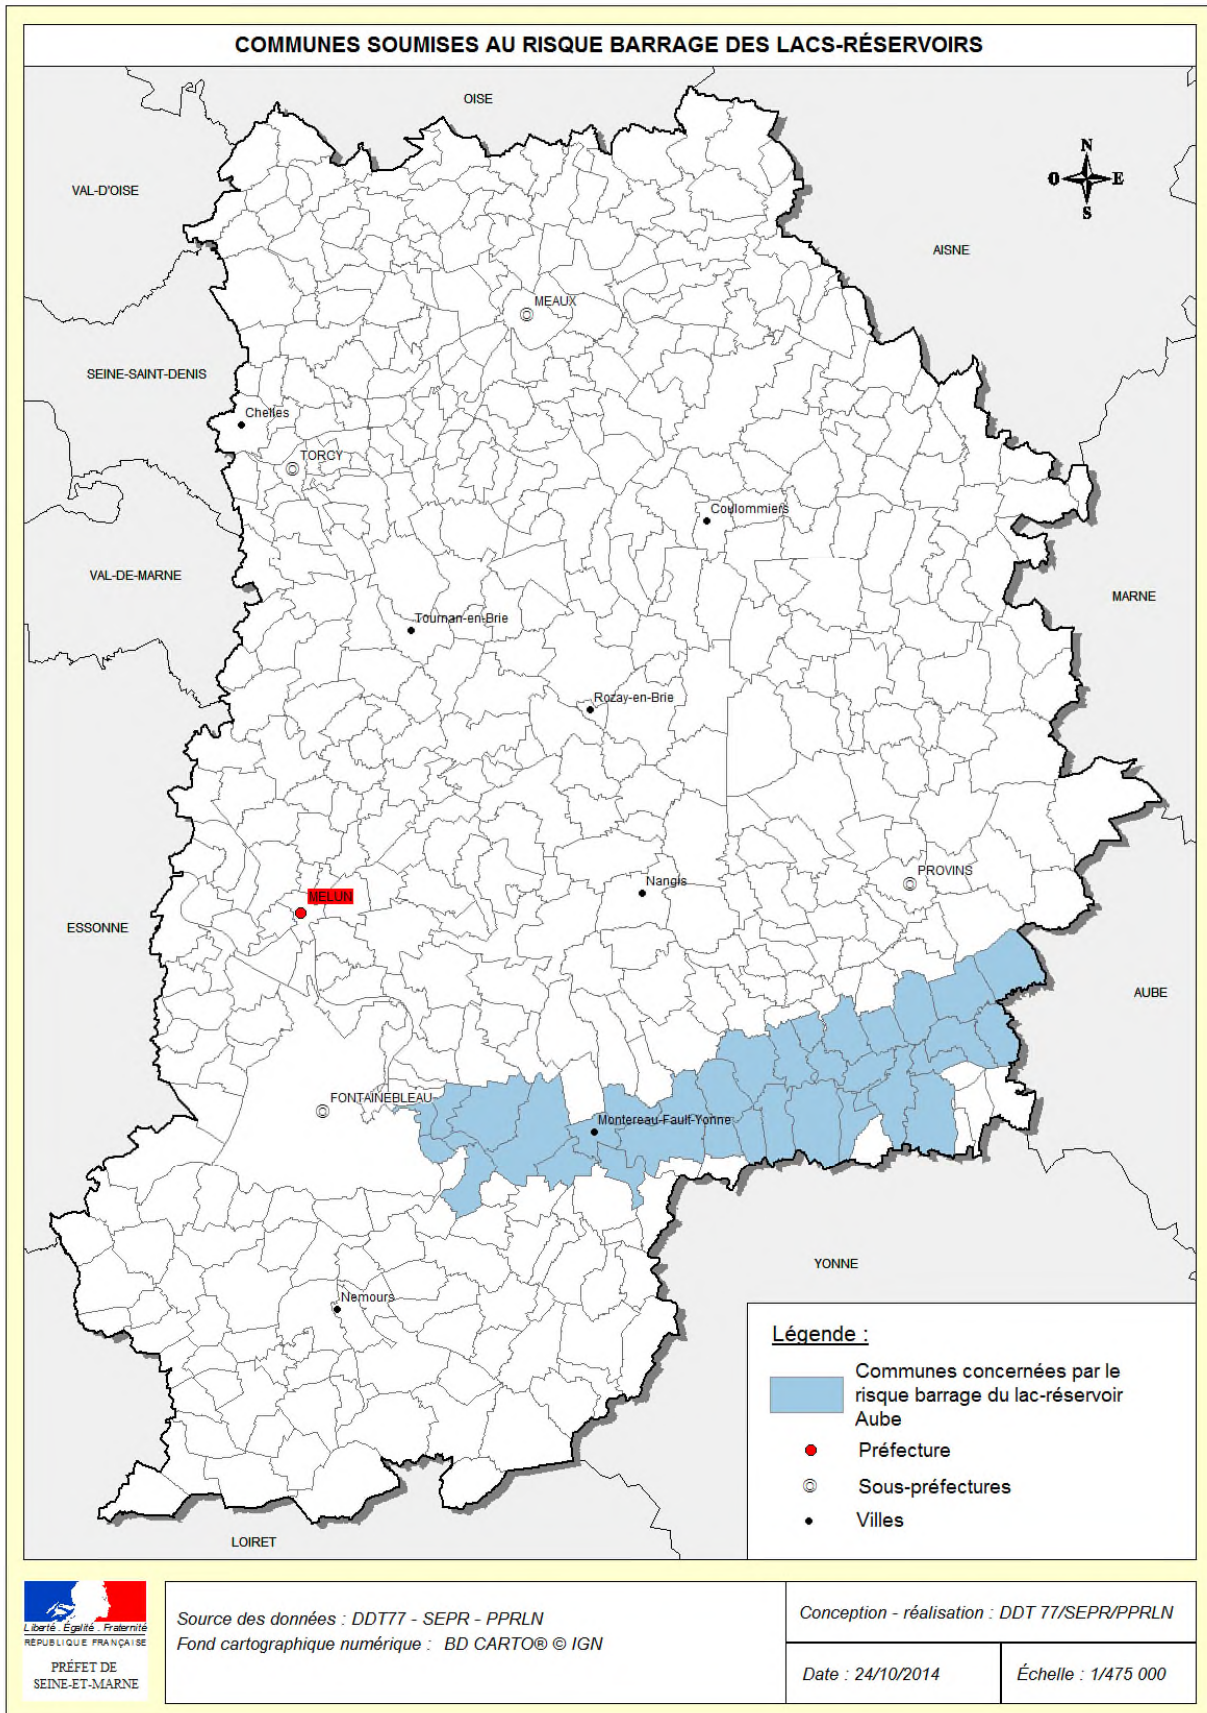 COMMUNES SOUMISES AU RISQUE BARRAGE DES LACS-RÉSERVOIRS
OISE
N
O
E
S
VAL-D'OISE
AISNE
MEAUX
SEINE-SAINT-DENIS
Chelles
TORCY
Coulommiers
VAL-DE-MARNE
MARNE
Tournan-en-Brie
Rozay-en-Brie
PROVINS
Nangis
MELUN
ESSONNE
AUBE
FONTAINEBLEAU
Montereau-Fault-Yonne
YONNE
Nemours
LOIRET
Légende :
Communes concernées par le
risque barrage du lac-réservoir
Aube
Préfecture
Sous-préfectures
Villes
Liberté . Égalité . Fraternité
RÉPUBLIQUE FRANÇAISE
PRÉFET DE
SEINE-ET-MARNE
Source des données : DDT77 - SEPR - PPRLN
Fond cartographique numérique : BD CARTO® © IGN
Conception - réalisation : DDT 77/SEPR/PPRLN
Date : 24/10/2014
Échelle : 1/475 000